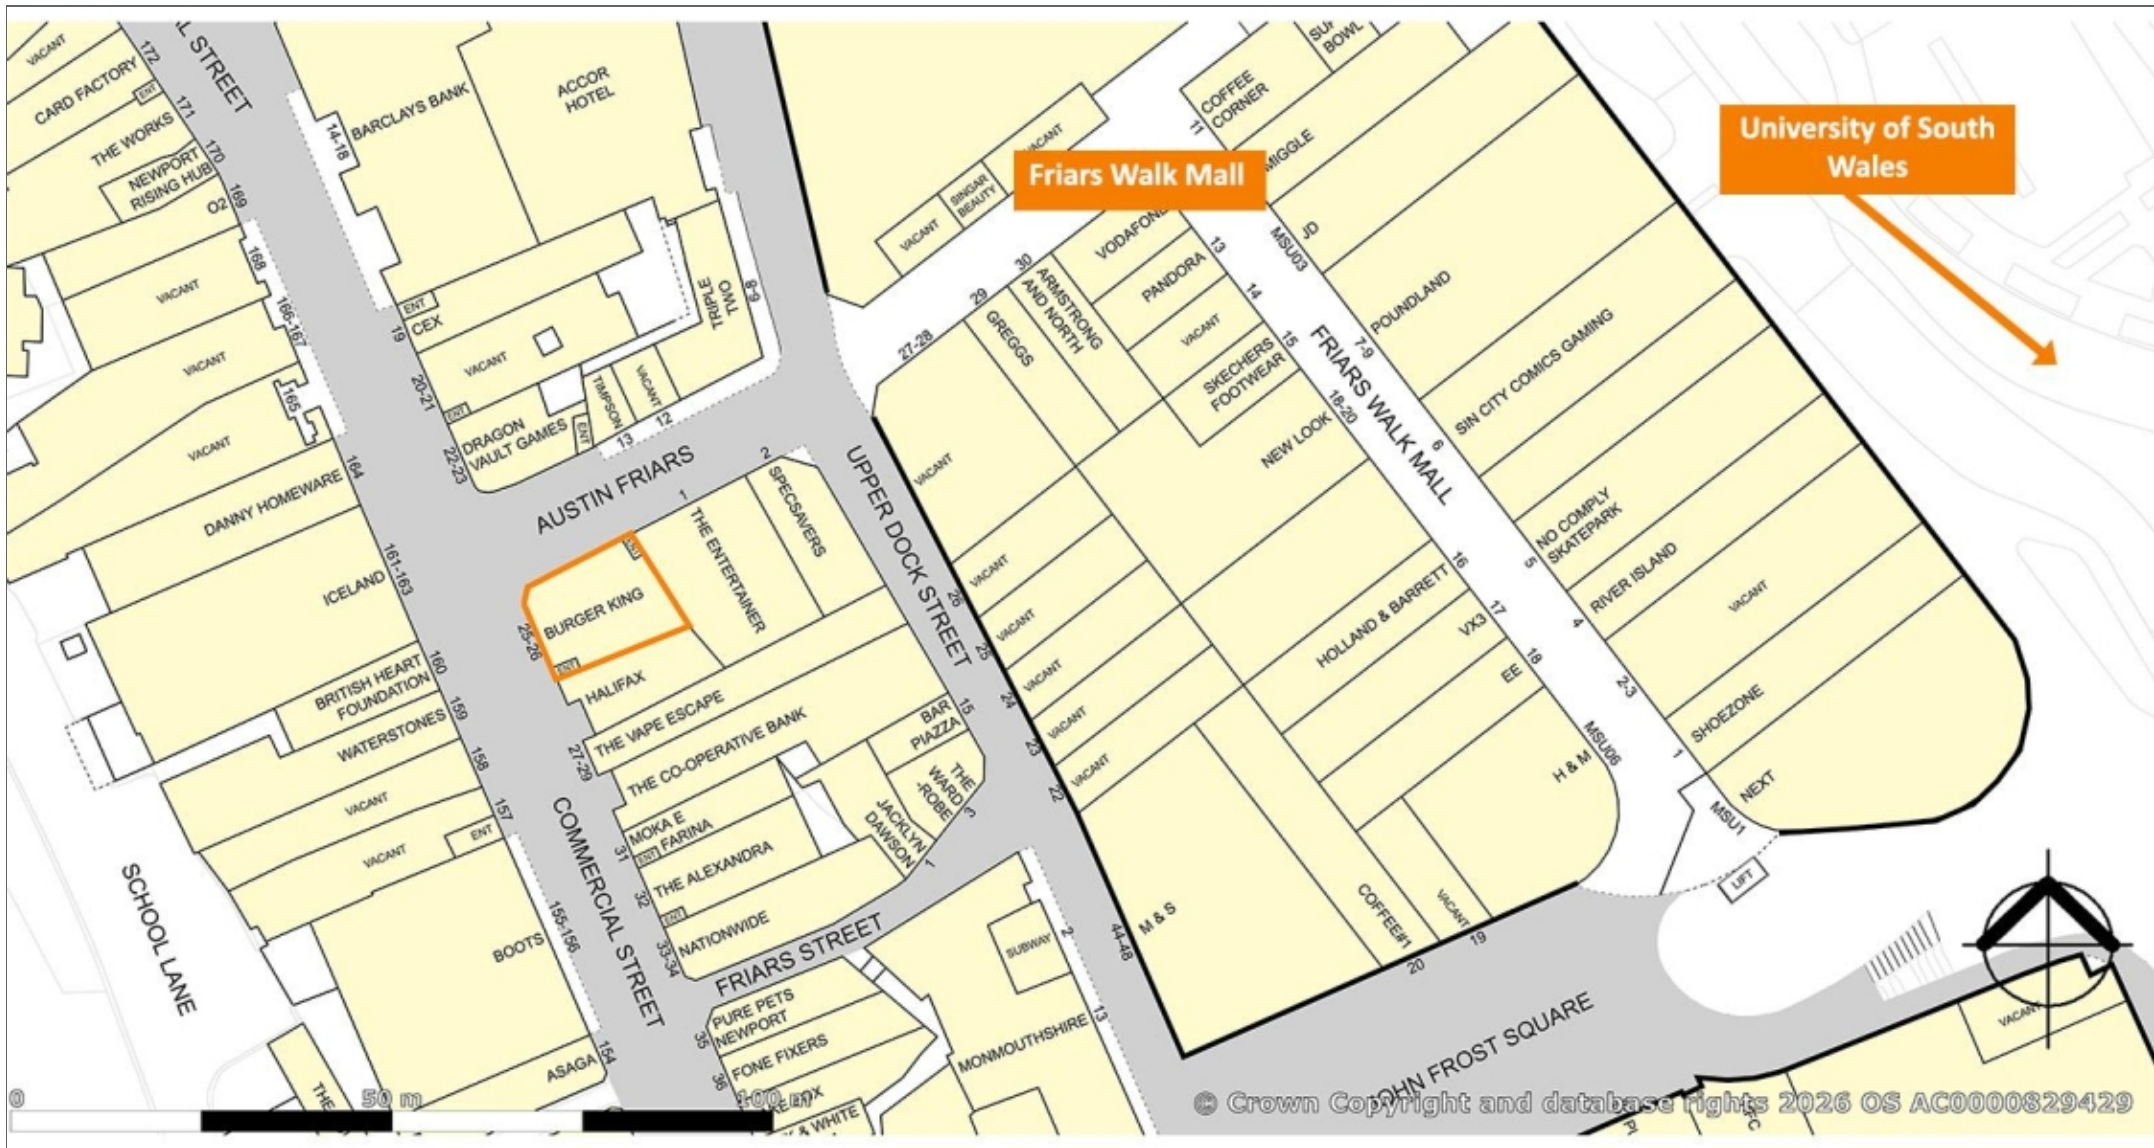 L STREET
VACANT
172
CARD FACTORY
ENT
171
THE WORKS
170
NEWPORT
RISING HUB
169
O2
168
VACANT
166-167
VACANT
165
VACANT
164
DANNY HOMEWARE
161-163
ICELAND
160
BRITISH HEART
FOUNDATION
159
WATERSTONES
158
VACANT
157
ENT
VACANT
155-156
BOOTS
154
ASAGA
SCHOOL LANE
THE
14-18
BARCLAYS BANK
ACCOR
HOTEL
ENT
CEX
19
VACANT
20-21
ENT
DRAGON
VAULT GAMES
ENT
22-23
TIMPSON
13
VACANT
12
TRIPLE
TWO
6-8
AUSTIN FRIARS
2
1
SPECSAVERS
THE ENTERTAINER
ENT
BURGER KING
25-26
ENT
HALIFAX
THE VAPE ESCAPE
27-29
THE CO-OPERATIVE BANK
MOKA E
FARINA
31
ENT
THE ALEXANDRA
32
ENT
NATIONWIDE
33-34
COMMERCIAL STREET
BAR
PIAZZA
15
THE
WARD
-ROBE
3
JACKLYN
DAWSON
1
FRIARS STREET
PURE PETS
NEWPORT
35
FONE FIXERS
36
& WHITE
SUBWAY
2
13
MONMOUTHSHIRE
UPPER DOCK STREET
VACANT
SINGAR
BEAUTY
VACANT
Friars Walk Mall
COFFEE
CORNER
11
BOWL
MIGGLE
JD
MSU03
POUNDLAND
7-9
SIN CITY COMICS GAMING
6
NO COMPLY
SKATEPARK
5
RIVER ISLAND
4
VACANT
2-3
SHOEZONE
1
NEXT
MSU1
LIFT
FRIARS WALK MALL
30
29
27-28
GREGGS
ARMSTRONG
AND NORTH
VODAFONE
13
PANDORA
14
VACANT
15
SKECHERS
FOOTWEAR
18-20
NEW LOOK
16
HOLLAND & BARRETT
17
VX3
18
EE
MSU06
H & M
VACANT
VACANT
26
VACANT
25
VACANT
24
VACANT
23
VACANT
22
M & S
44-48
COFFEE#1
VACANT
20
19
JOHN FROST SQUARE
VACANT
University of South
Wales
0
50 m
100 m
© Crown Copyright and database rights 2026 OS AC0000829429